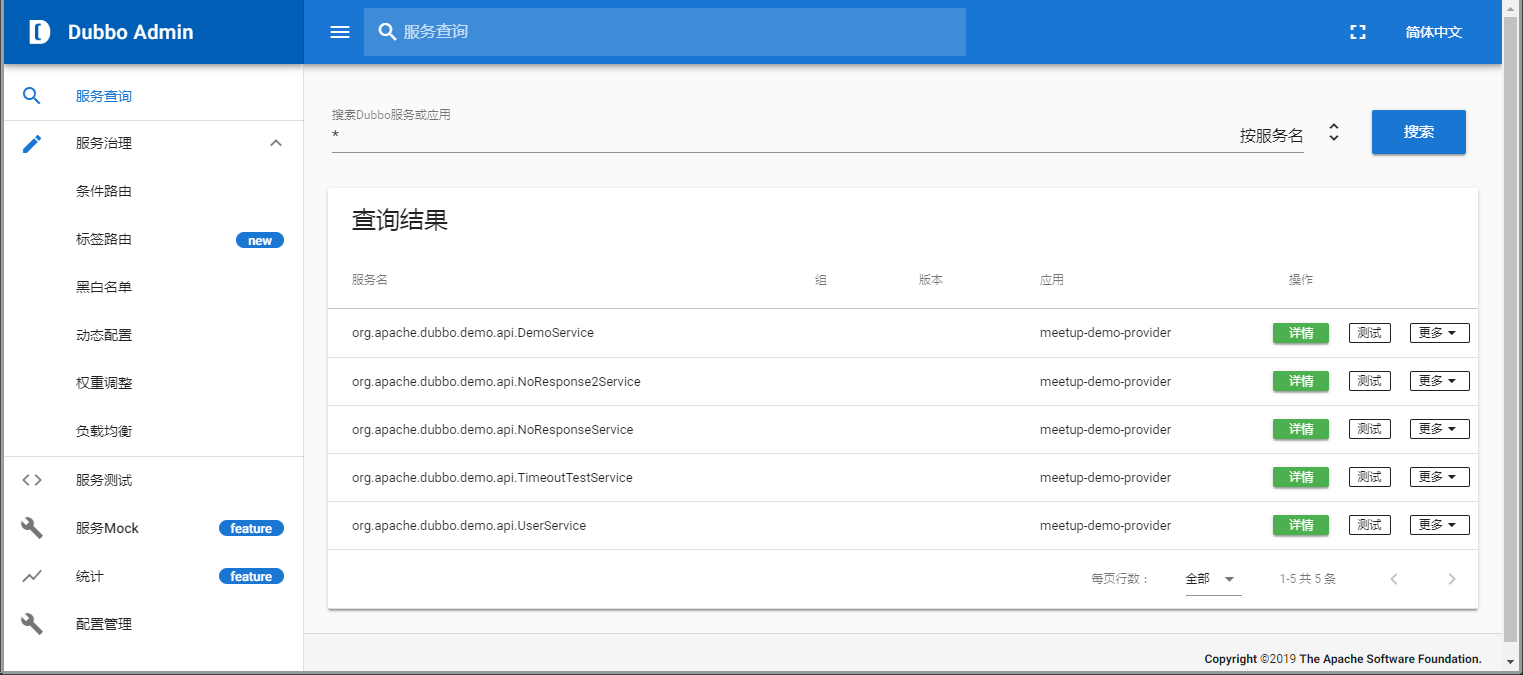 Dubbo Admin
服务查询
简体中文
服务查询
服务治理
条件路由
标签路由 new
黑白名单
动态配置
权重调整
负载均衡
服务测试
服务Mock feature
统计 feature
配置管理
搜索Dubbo服务或应用
* 按服务名 搜索
查询结果
服务名 组 版本 应用 操作
org.apache.dubbo.demo.api.DemoService meetup-demo-provider 详情 测试 更多
org.apache.dubbo.demo.api.NoResponse2Service meetup-demo-provider 详情 测试 更多
org.apache.dubbo.demo.api.NoResponseService meetup-demo-provider 详情 测试 更多
org.apache.dubbo.demo.api.TimeoutTestService meetup-demo-provider 详情 测试 更多
org.apache.dubbo.demo.api.UserService meetup-demo-provider 详情 测试 更多
每页行数： 全部 1-5 共 5 条
Copyright ©2019 The Apache Software Foundation.